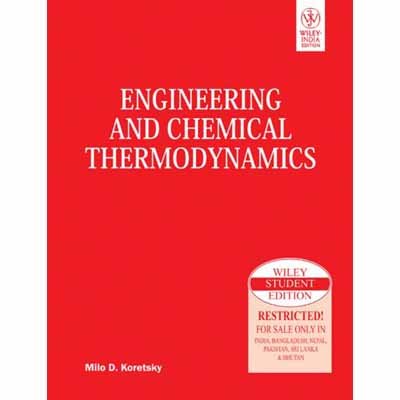 WILEY-
INDIA
EDITION
ENGINEERING
AND CHEMICAL
THERMODYNAMICS
WILEY
STUDENT
EDITION
RESTRICTED!
FOR SALE ONLY IN
INDIA, BANGLADESH, NEPAL,
PAKISTAN, SRI LANKA
& BHUTAN
Milo D. Koretsky